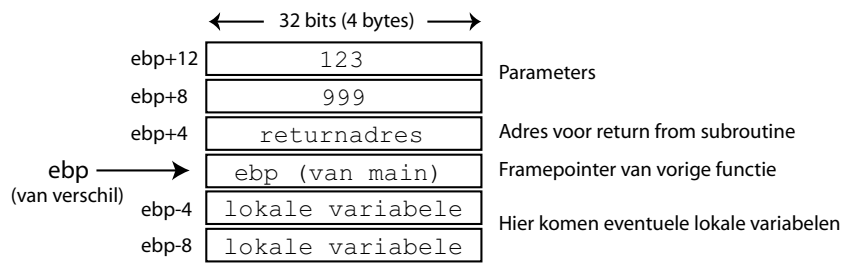 32 bits (4 bytes)
ebp+12 123
Parameters
ebp+8 999
ebp+4 returnadres Adres voor return from subroutine
ebp ebp (van main) Framepointer van vorige functie
(van verschil)
ebp-4 lokale variabele
Hier komen eventuele lokale variabelen
ebp-8 lokale variabele